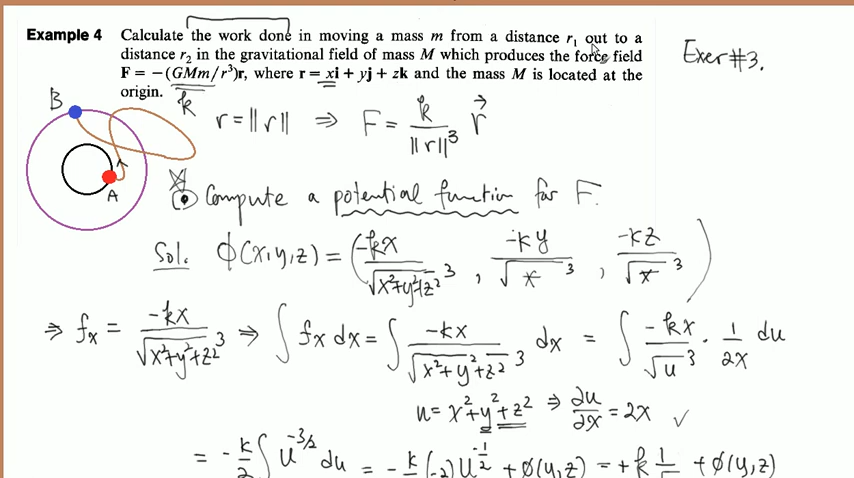 Example 4 Calculate the work done in moving a mass m from a distance r₁ out to a
distance r₂ in the gravitational field of mass M which produces the force field
F = −(GMm/r³)r, where r = xi + yj + zk and the mass M is located at the
origin.
Exer#3.
k
B
A
r = ||r|| ⇒ F = k/||r||³ r⃗
Compute a potential function for F.
Sol. ϕ(x,y,z) = (-kx/√x²+y²+z² ³, -ky/√* ³, -kz/√* ³)
⇒ fx = -kx/√x²+y²+z² ³ ⇒ ∫ fx dx = ∫ -kx/√x²+y²+z² ³ dx = ∫ -kx/√u ³ · 1/2x du
u = x²+y²+z² ⇒ ∂u/∂x = 2x ✓
= -k/2 ∫ u^-3/2 du = -k (-2) u^-1/2 + ϕ(y,z) = +k 1 + ϕ(y,z)